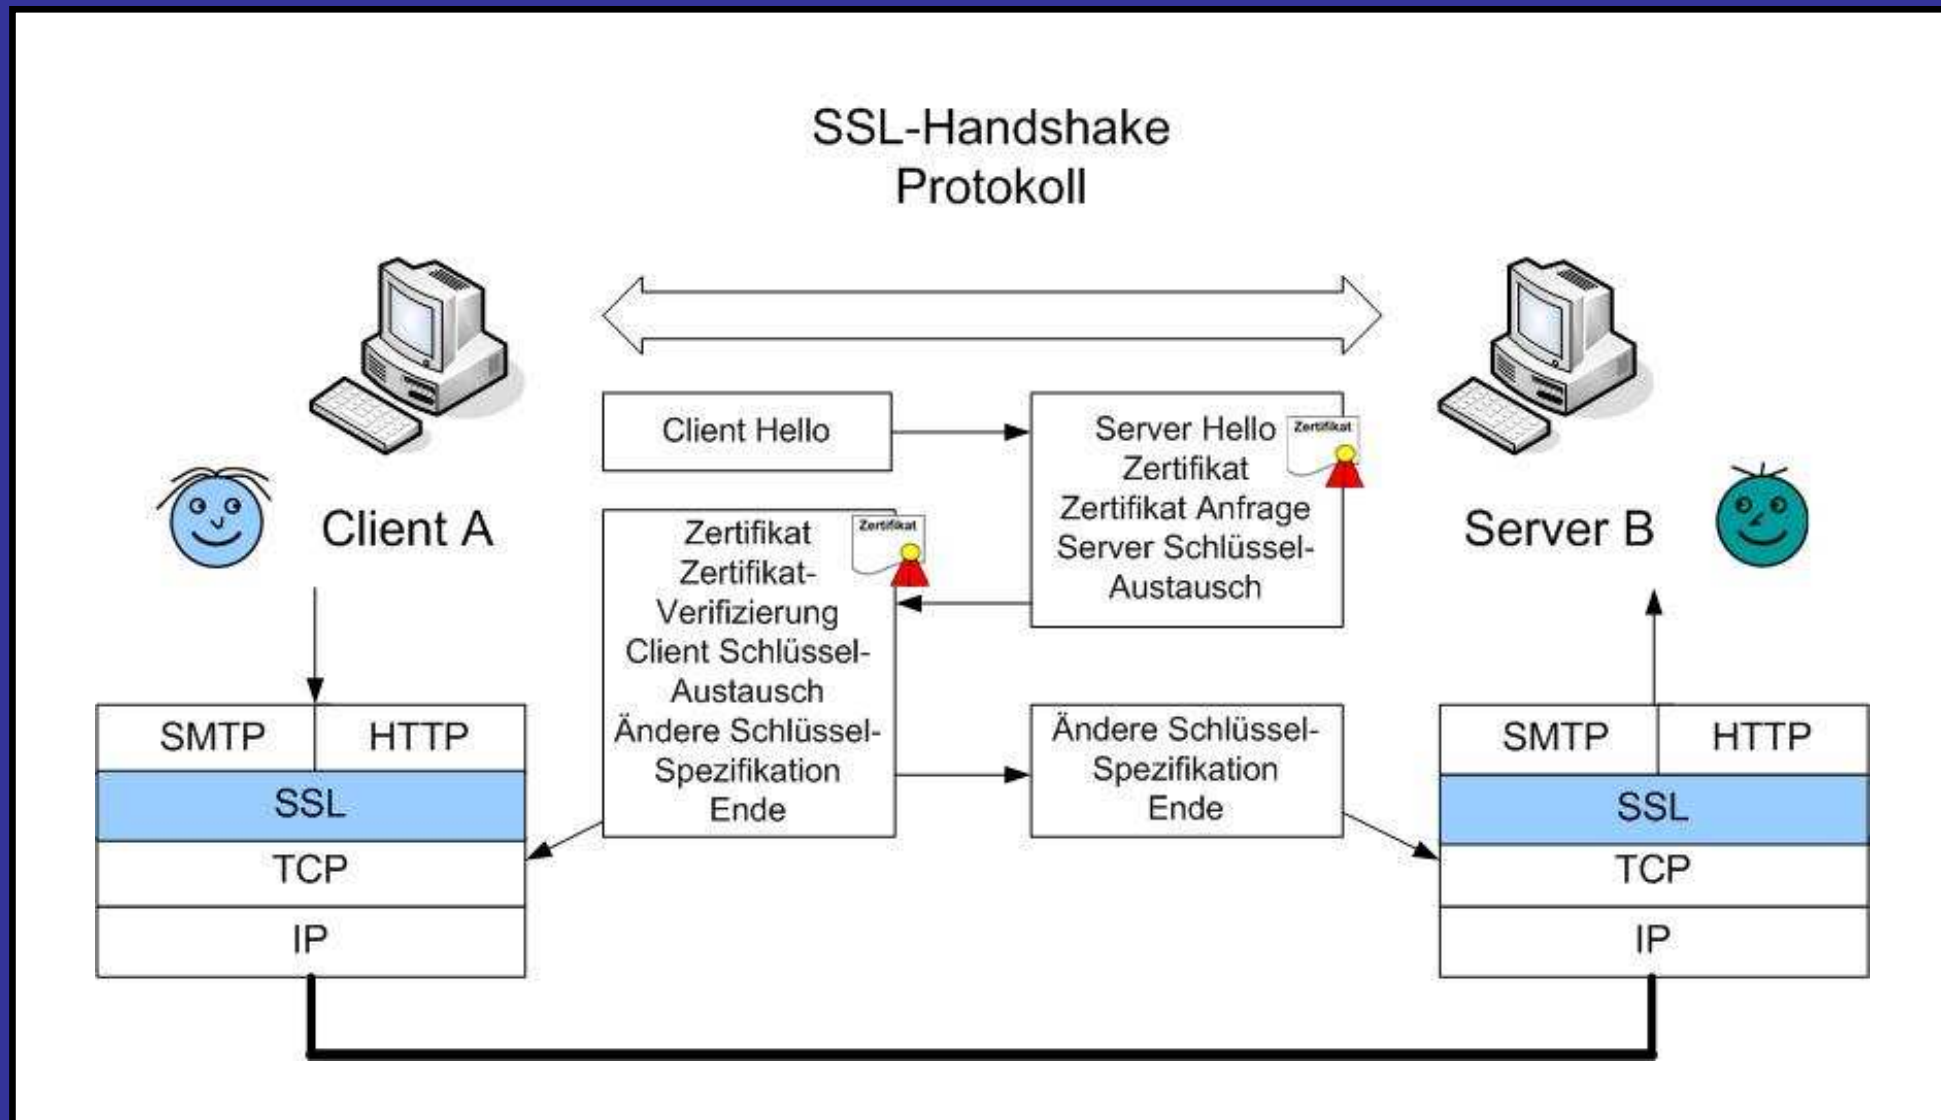 SSL-Handshake
Protokoll
Client Hello
Server Hello
Zertifikat
Zertifikat Anfrage
Server Schlüssel-
Austausch
Zertifikat
Client A
Zertifikat
Zertifikat-
Verifizierung
Client Schlüssel-
Austausch
Ändere Schlüssel-
Spezifikation
Ende
Zertifikat
Server B
Ändere Schlüssel-
Spezifikation
Ende
SMTP
HTTP
SSL
TCP
IP
SMTP
HTTP
SSL
TCP
IP